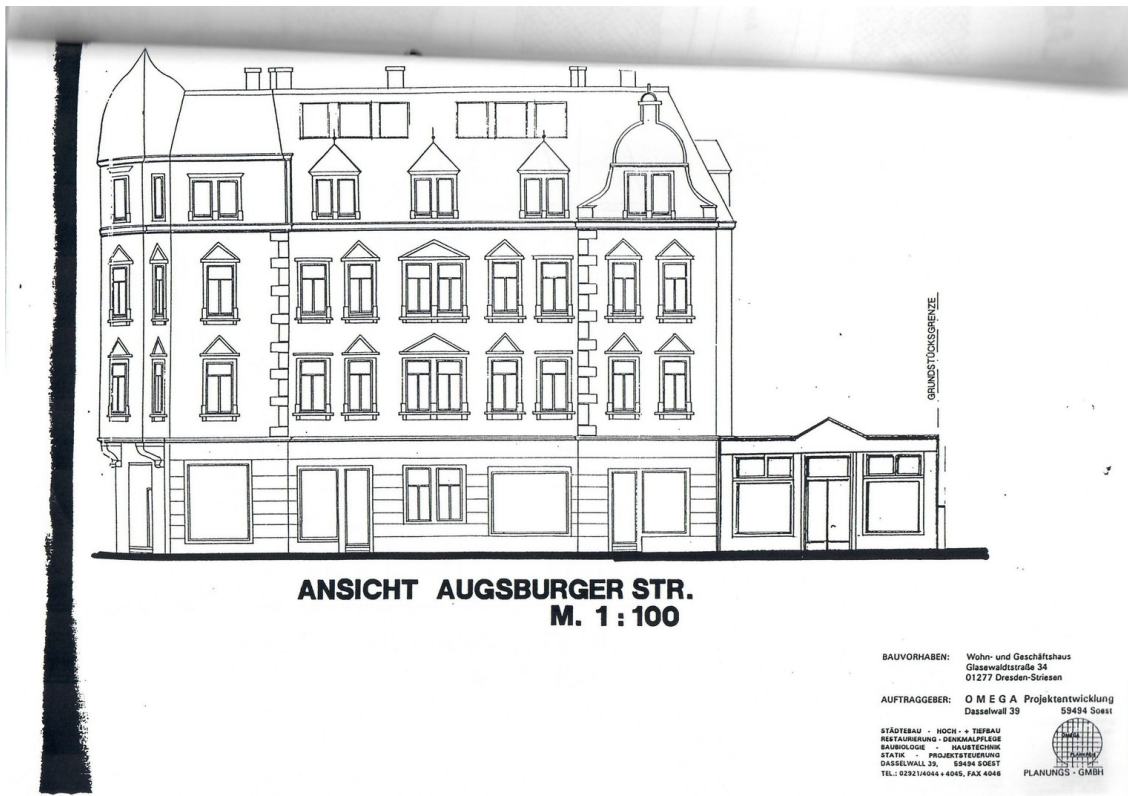 GRUNDSTÜCKSGRENZE
ANSICHT AUGSBURGER STR.
M. 1 : 100
BAUVORHABEN: Wohn- und Geschäftshaus
Glasewaldtstraße 34
01277 Dresden-Striesen
AUFTRAGGEBER: O M E G A Projektentwicklung
Dasselwall 39 59494 Soest
STÄDTEBAU - HOCH - + TIEFBAU
RESTAURIERUNG - DENKMALPFLEGE
BAUBIOLOGIE - HAUSTECHNIK
STATIK - PROJEKTSTEUERUNG
DASSELWALL 39, 59494 SOEST
TEL.: 02921/4044 + 4045, FAX 4046
OMEGA
PLANUNGS
PLANUNGS - GMBH